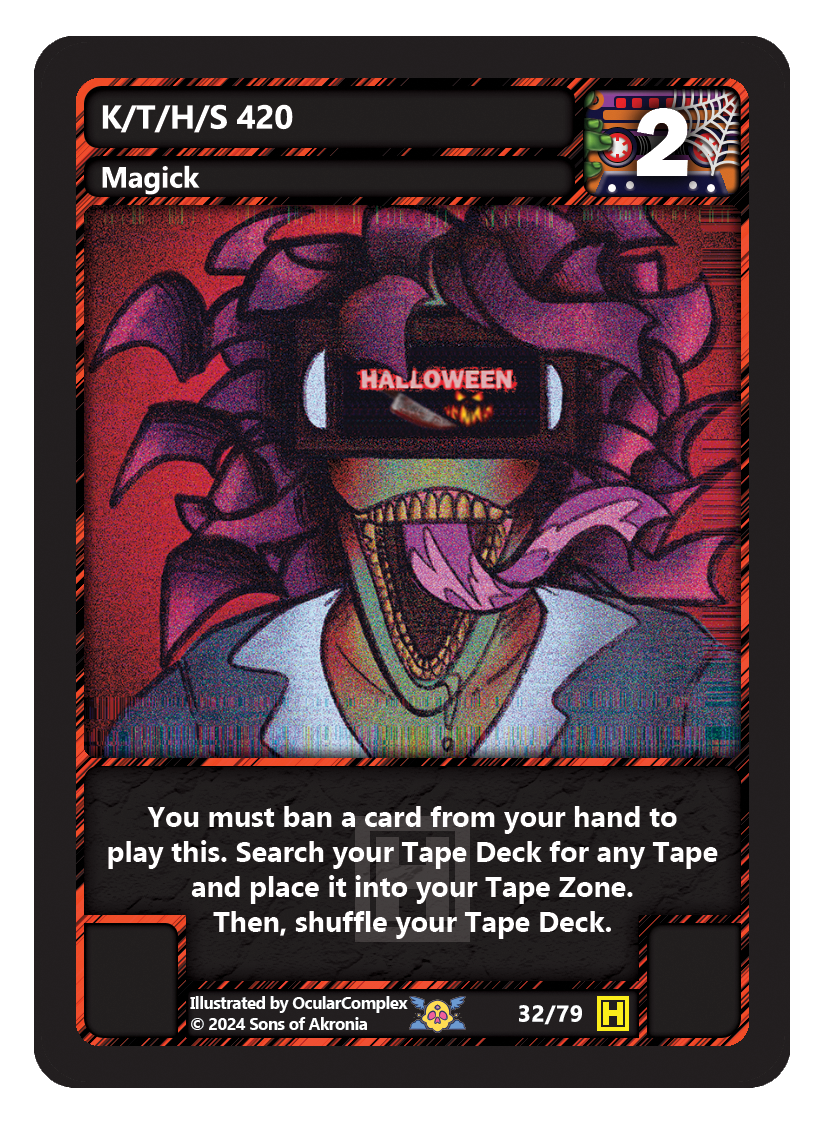 K/T/H/S 420
2
Magick
HALLOWEEN
You must ban a card from your hand to
play this. Search your Tape Deck for any Tape
and place it into your Tape Zone.
Then, shuffle your Tape Deck.
Illustrated by OcularComplex
© 2024 Sons of Akronia
32/79
H